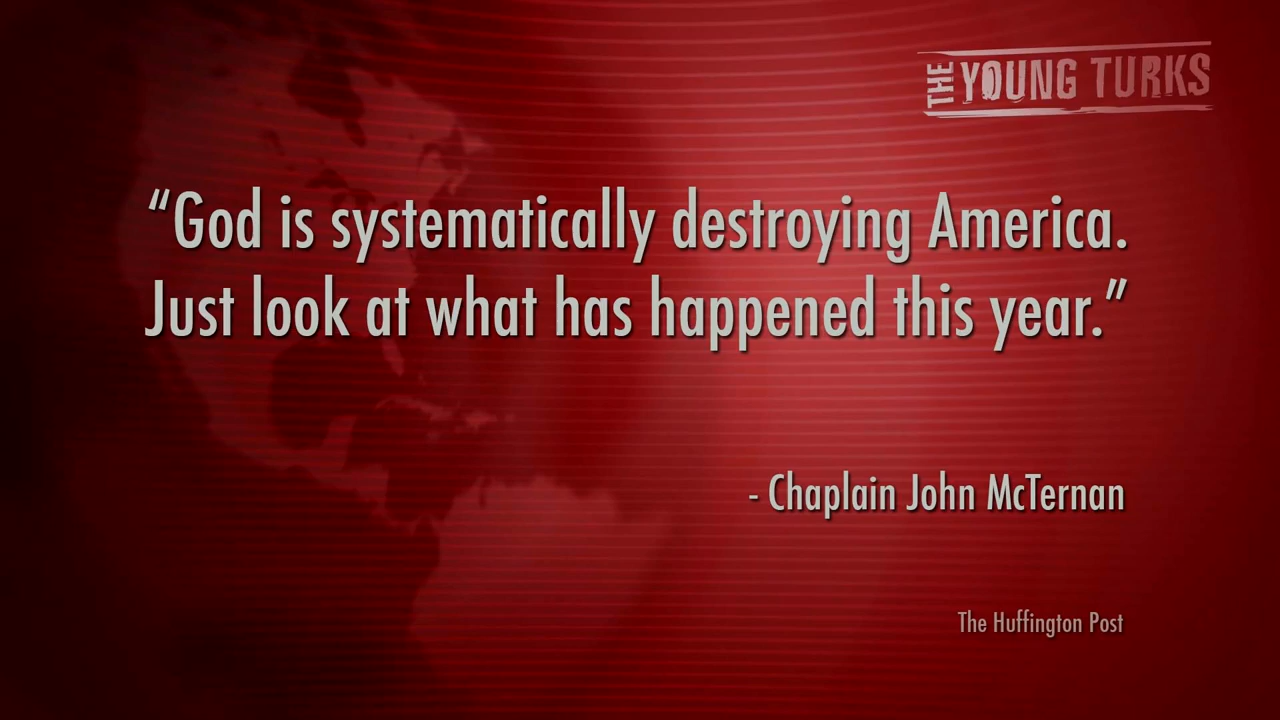 THE YOUNG TURKS
“God is systematically destroying America.
Just look at what has happened this year.”
- Chaplain John McTernan
The Huffington Post